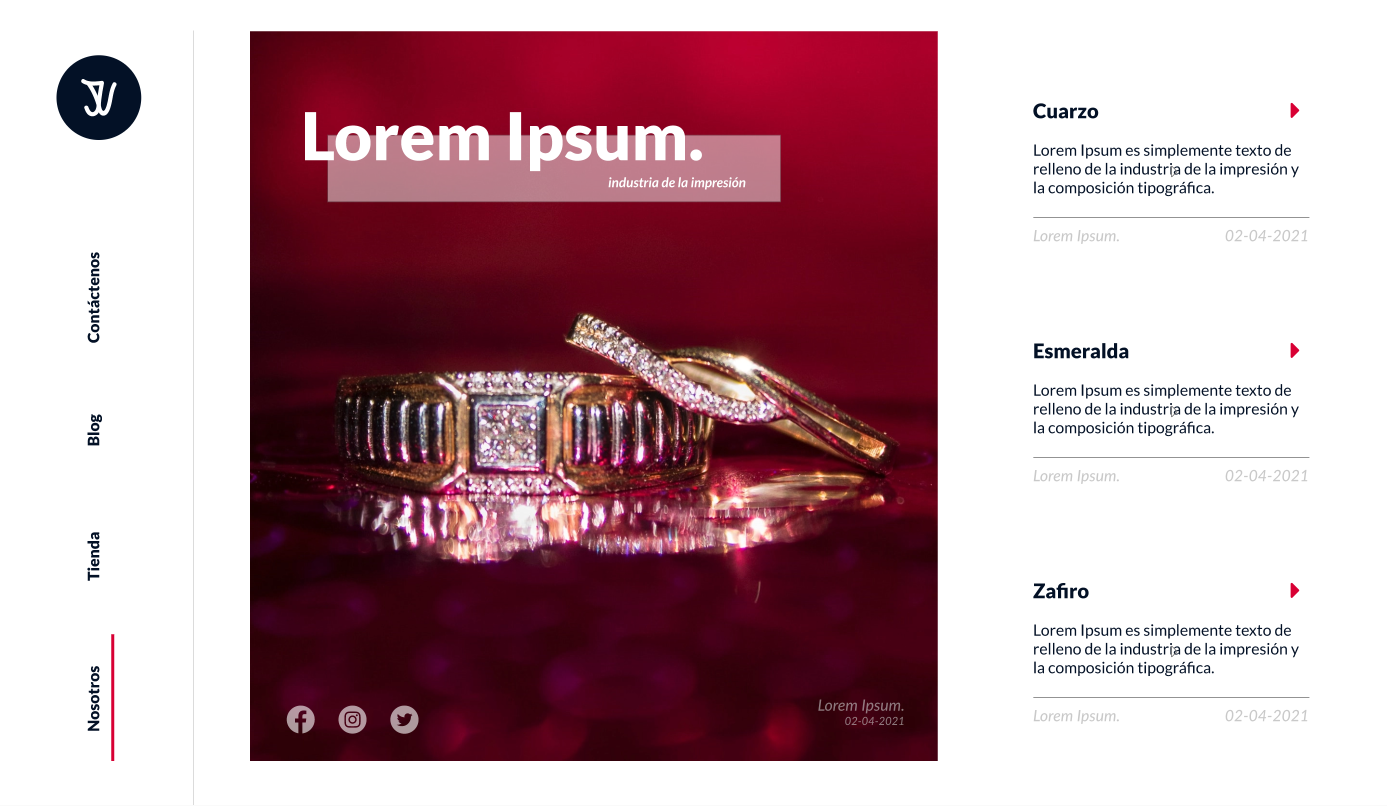 JW
Contáctenos
Blog
Tienda
Nosotros
Lorem Ipsum.
industria de la impresión
Lorem Ipsum.
02-04-2021
Cuarzo
Lorem Ipsum es simplemente texto de
relleno de la industria de la impresión y
la composición tipográfica.
Lorem Ipsum. 02-04-2021
Esmeralda
Lorem Ipsum es simplemente texto de
relleno de la industria de la impresión y
la composición tipográfica.
Lorem Ipsum. 02-04-2021
Zafiro
Lorem Ipsum es simplemente texto de
relleno de la industria de la impresión y
la composición tipográfica.
Lorem Ipsum. 02-04-2021